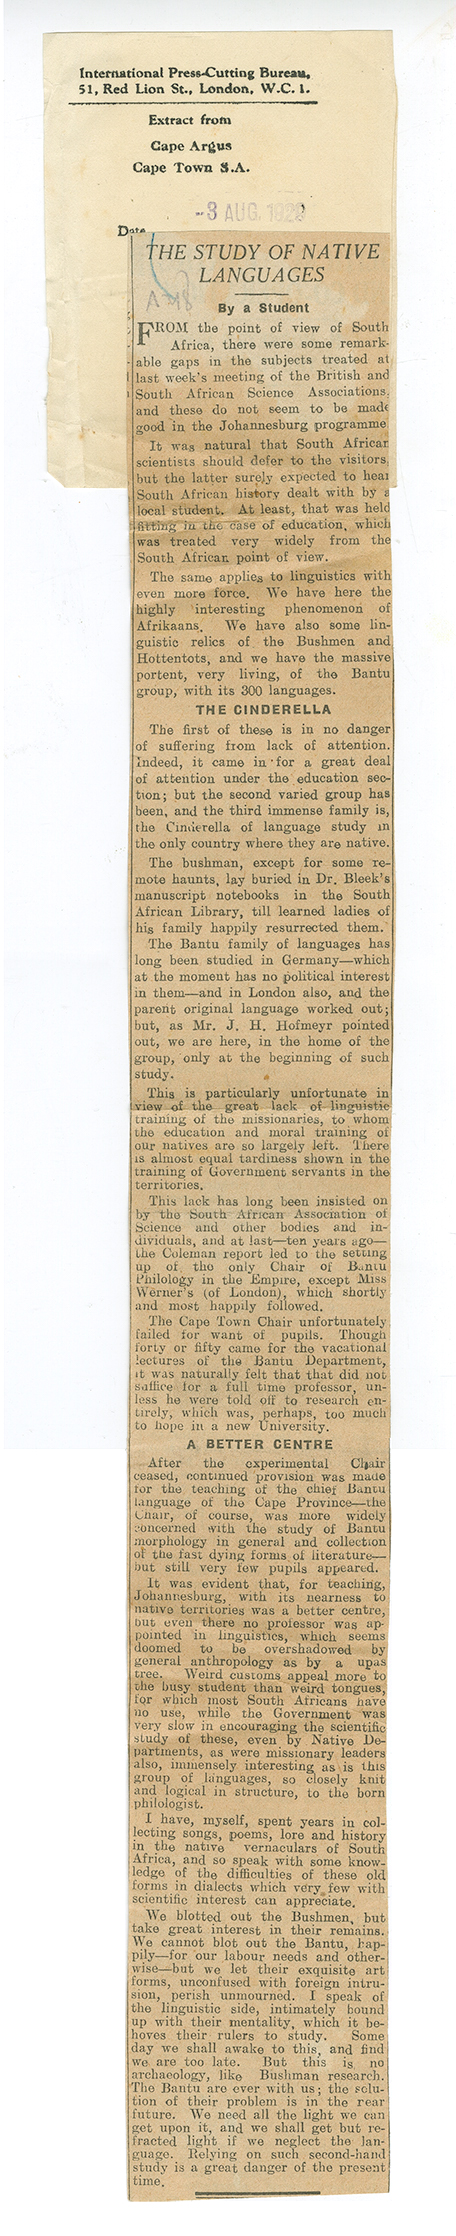 International Press-Cutting Bureau,
51, Red Lion St., London, W.C. 1.
Extract from
Cape Argus
Cape Town S.A.
-3 AUG. 1929
Date
THE STUDY OF NATIVE
LANGUAGES
By a Student
FROM the point of view of South
Africa, there were some remark-
able gaps in the subjects treated at
last week's meeting of the British and
South African Science Associations,
and these do not seem to be made
good in the Johannesburg programme
It was natural that South African
scientists should defer to the visitors,
but the latter surely expected to hear
South African history dealt with by a
local student. At least, that was held
fitting in the case of education, which
was treated very widely from the
South African point of view.
The same applies to linguistics with
even more force. We have here the
highly interesting phenomenon of
Afrikaans. We have also some lin-
guistic relics of the Bushmen and
Hottentots, and we have the massive
portent, very living, of the Bantu
group, with its 300 languages.
THE CINDERELLA
The first of these is in no danger
of suffering from lack of attention.
Indeed, it came in for a great deal
of attention under the education sec-
tion; but the second varied group has
been, and the third immense family is,
the Cinderella of language study in
the only country where they are native.
The bushman, except for some re-
mote haunts, lay buried in Dr. Bleek's
manuscript notebooks in the South
African Library, till learned ladies of
his family happily resurrected them.
The Bantu family of languages has
long been studied in Germany—which
at the moment has no political interest
in them—and in London also, and the
parent original language worked out;
but, as Mr. J. H. Hofmeyr pointed
out, we are here, in the home of the
group, only at the beginning of such
study.
This is particularly unfortunate in
view of the great lack of linguistic
training of the missionaries, to whom
the education and moral training of
our natives are so largely left. There
is almost equal tardiness shown in the
training of Government servants in the
territories.
This lack has long been insisted on
by the South African Association of
Science and other bodies and in-
dividuals, and at last—ten years ago—
the Coleman report led to the setting
up of the only Chair of Bantu
Philology in the Empire, except Miss
Werner's (of London), which shortly
and most happily followed.
The Cape Town Chair unfortunately
failed for want of pupils. Though
forty or fifty came for the vacational
lectures of the Bantu Department,
it was naturally felt that that did not
suffice for a full time professor, un-
less he were told off to research en-
tirely, which was, perhaps, too much
to hope in a new University.
A BETTER CENTRE
After the experimental Chair
ceased, continued provision was made
for the teaching of the chief Bantu
language of the Cape Province—the
Chair, of course, was more widely
concerned with the study of Bantu
morphology in general and collection
of the fast dying forms of literature—
but still very few pupils appeared.
It was evident that, for teaching,
Johannesburg, with its nearness to
native territories was a better centre,
but even there no professor was ap-
pointed in linguistics, which seems
doomed to be overshadowed by
general anthropology as by a upas
tree. Weird customs appeal more to
the busy student than weird tongues,
for which most South Africans have
no use, while the Government was
very slow in encouraging the scientific
study of these, even by Native De-
partments, as were missionary leaders
also, immensely interesting as is this
group of languages, so closely knit
and logical in structure, to the born
philologist.
I have, myself, spent years in col-
lecting songs, poems, lore and history
in the native vernaculars of South
Africa, and so speak with some know-
ledge of the difficulties of these old
forms in dialects which very few with
scientific interest can appreciate.
We blotted out the Bushmen, but
take great interest in their remains.
We cannot blot out the Bantu, hap-
pily—for our labour needs and other-
wise—but we let their exquisite art
forms, unconfused with foreign intru-
sion, perish unmourned. I speak of
the linguistic side, intimately bound
up with their mentality, which it be-
hoves their rulers to study. Some
day we shall awake to this, and find
we are too late. But this is no
archaeology, like Bushman research.
The Bantu are ever with us; the solu-
tion of their problem is in the rear
future. We need all the light we can
get upon it, and we shall get but re-
fracted light if we neglect the lan-
guage. Relying on such second-hand
study is a great danger of the present
time.